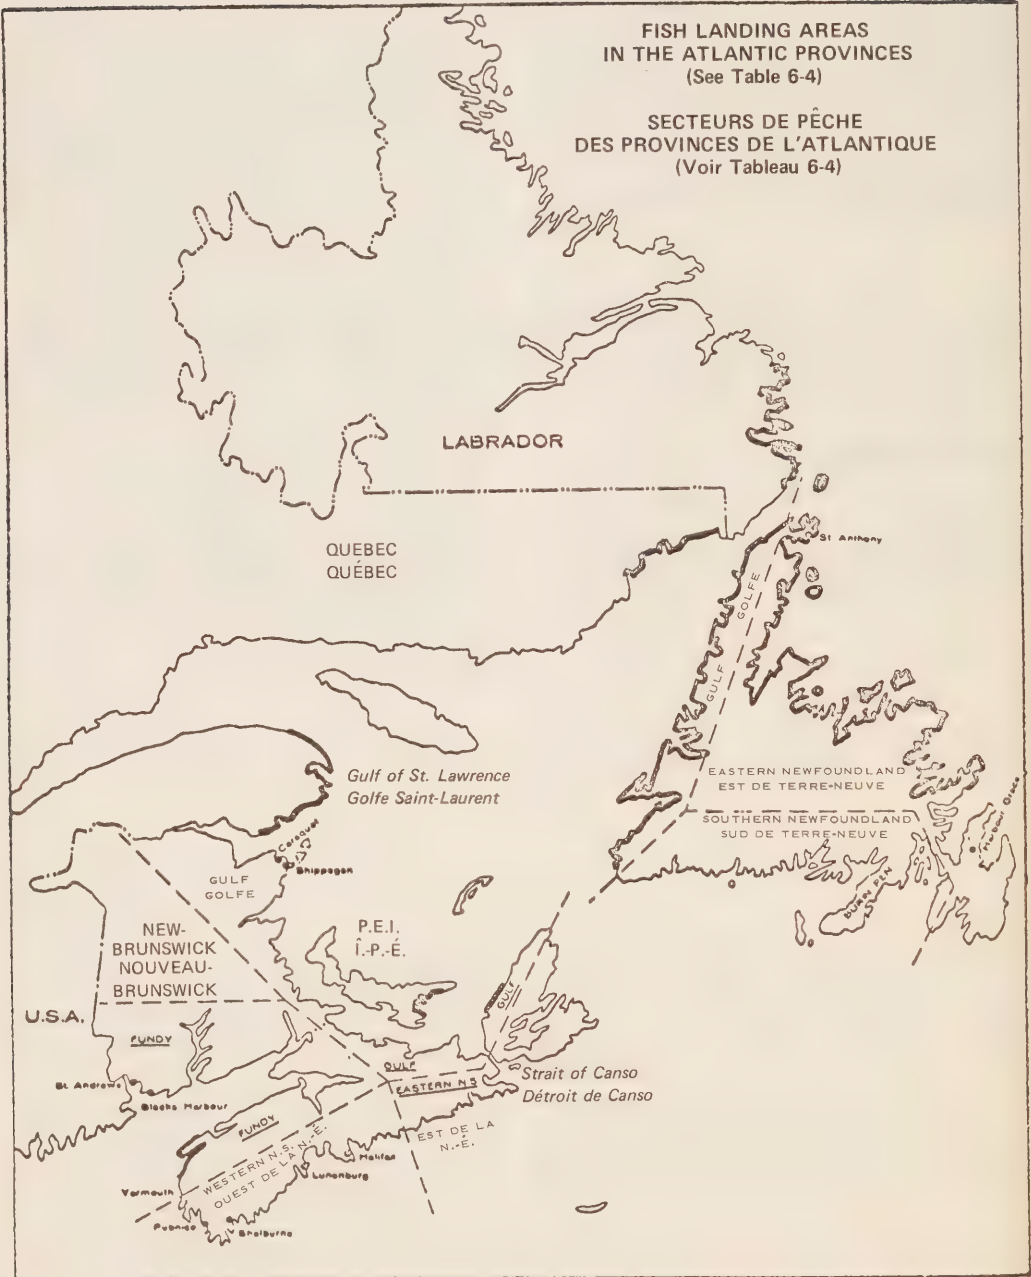 FISH LANDING AREAS
IN THE ATLANTIC PROVINCES
(See Table 6-4)
SECTEURS DE PÊCHE
DES PROVINCES DE L'ATLANTIQUE
(Voir Tableau 6-4)
LABRADOR
QUEBEC
QUÉBEC
St Anthony
GOLFE
GULF
Gulf of St. Lawrence
Golfe Saint-Laurent
EASTERN NEWFOUNDLAND
EST DE TERRE-NEUVE
SOUTHERN NEWFOUNDLAND
SUD DE TERRE-NEUVE
Harbour Grace
BURIN PEN
Caraquet
Shippegan
GULF
GOLFE
NEW-
BRUNSWICK
NOUVEAU-
BRUNSWICK
P.E.I.
Î.-P.-É.
U.S.A.
FUNDY
GULF
GULF
EASTERN N.S
Strait of Canso
Détroit de Canso
St. Andrews
Blacks Harbour
FUNDY
EST DE LA
N.-É.
WESTERN N.S.
OUEST DE LA N.-É.
Halifax
Lunenburg
Yarmouth
Pubnico
Shelburne